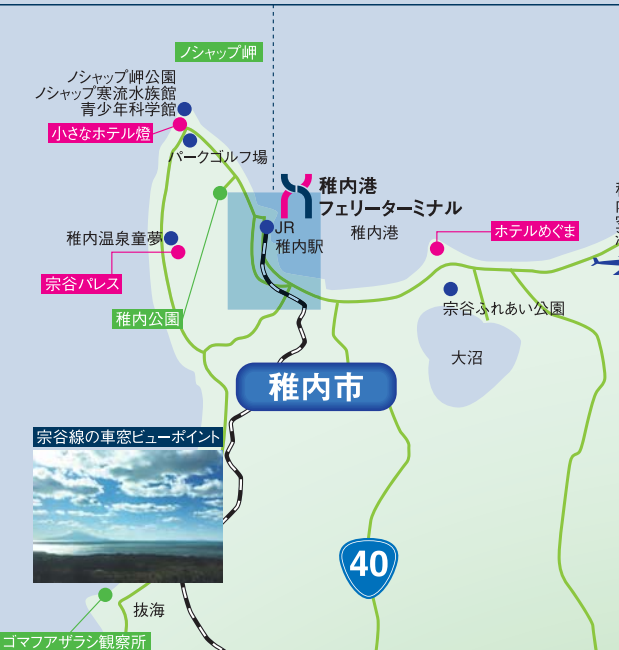 ノシャップ岬
ノシャップ岬公園
ノシャップ寒流水族館
青少年科学館
小さなホテル燈
パークゴルフ場
稚内港
フェリーターミナル
JR
稚内駅
稚内港
ホテルめぐま
稚内温泉童夢
宗谷パレス
稚内公園
宗谷ふれあい公園
大沼
稚内市
宗谷線の車窓ビューポイント
40
抜海
ゴマフアザラシ観察所